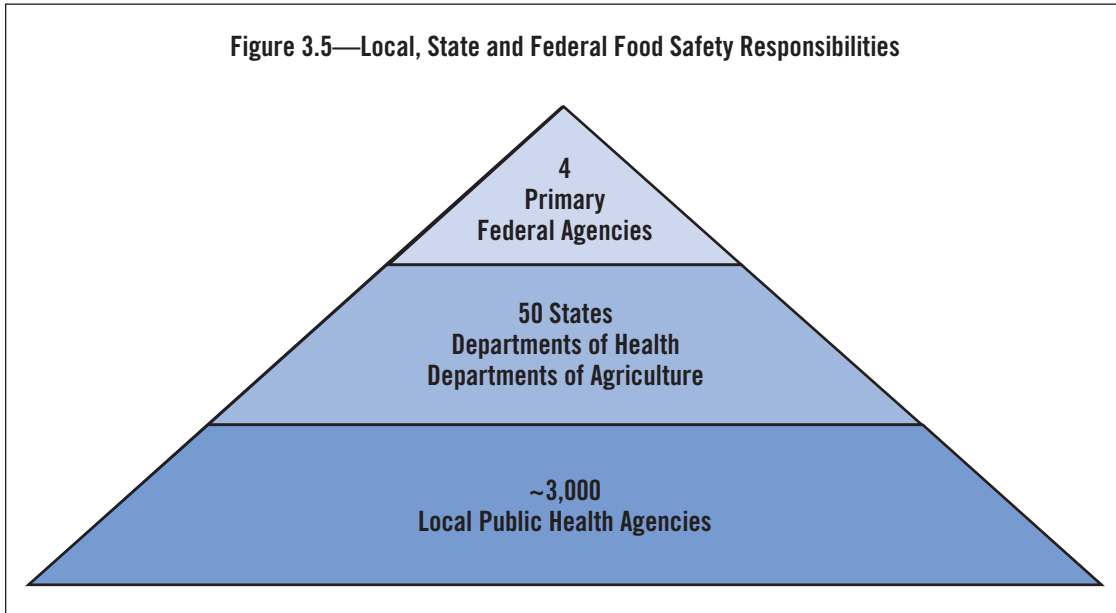 Figure 3.5—Local, State and Federal Food Safety Responsibilities
4
Primary
Federal Agencies
50 States
Departments of Health
Departments of Agriculture
~3,000
Local Public Health Agencies